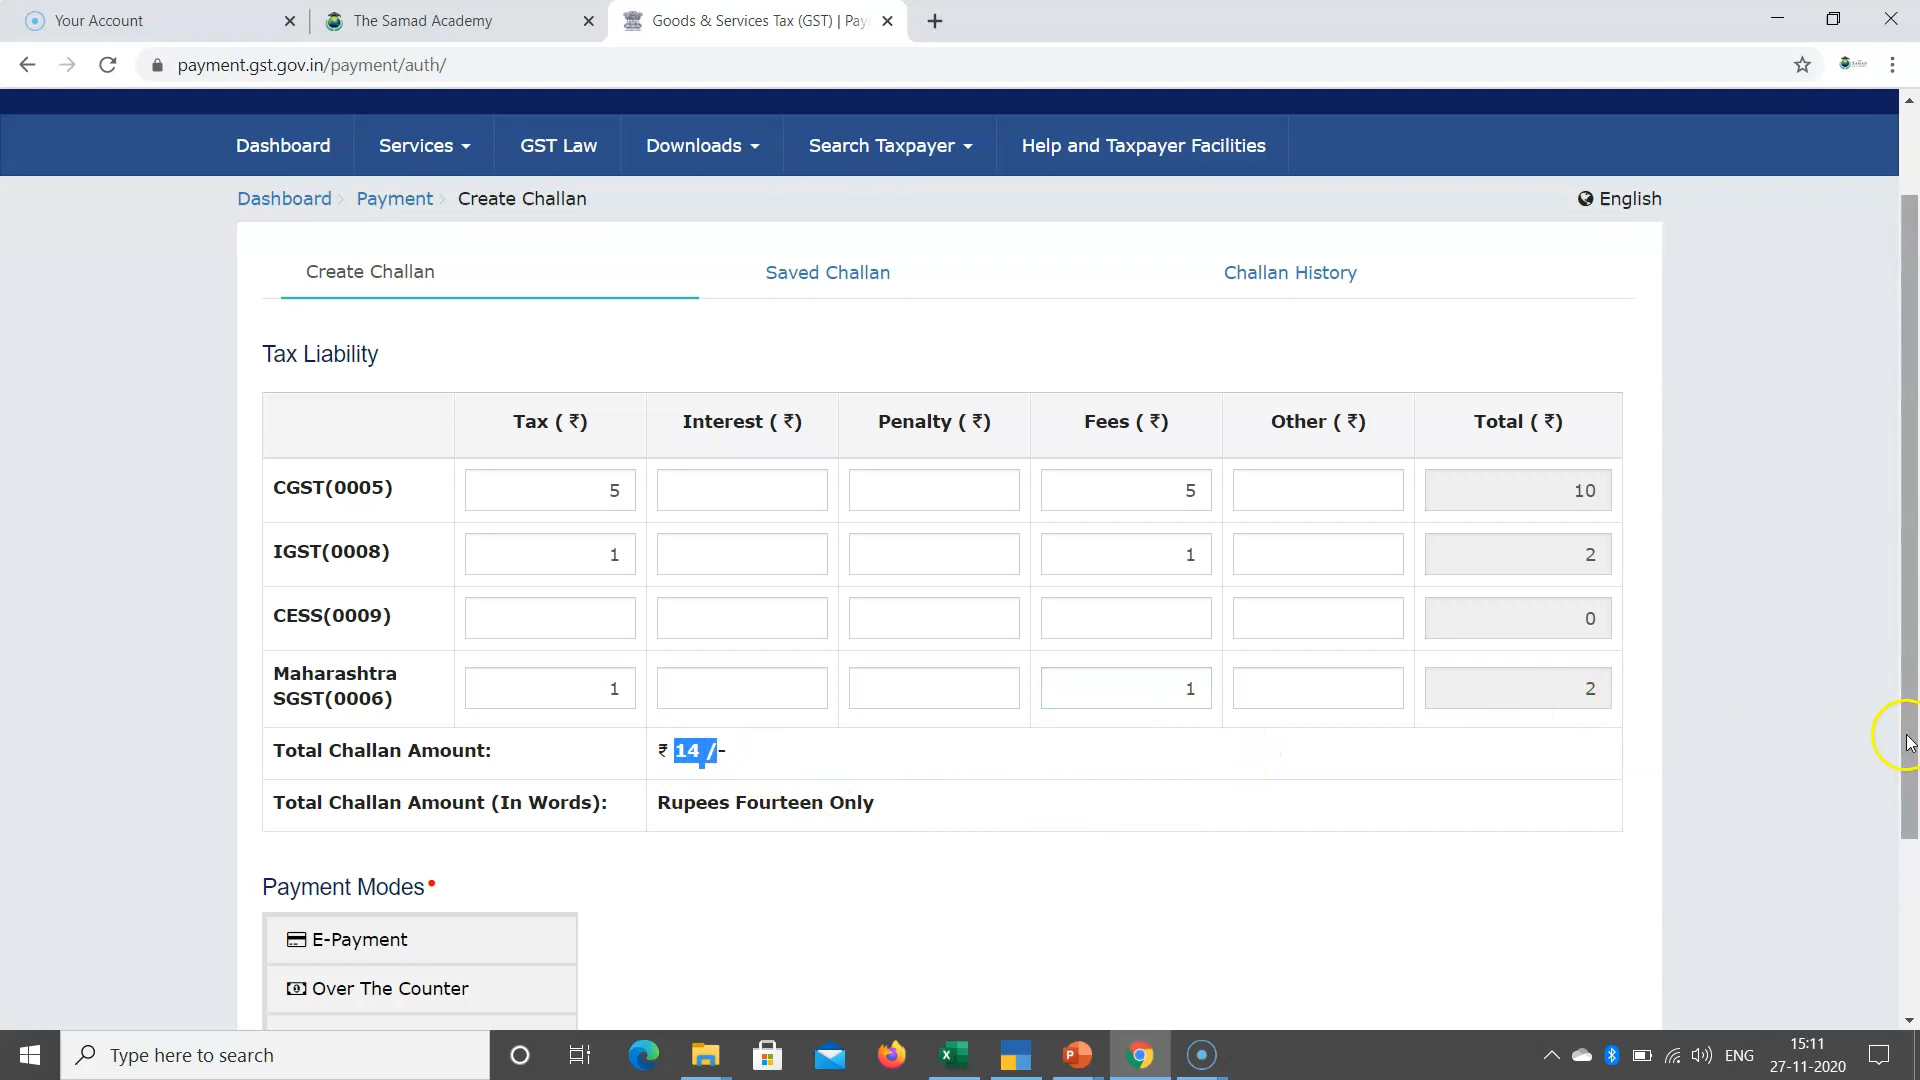 Your Account
The Samad Academy
Goods & Services Tax (GST) | Pay
payment.gst.gov.in/payment/auth/
Dashboard Services GST Law Downloads Search Taxpayer Help and Taxpayer Facilities
Dashboard Payment Create Challan English
Create Challan Saved Challan Challan History
Tax Liability
Tax ( ₹) Interest ( ₹) Penalty ( ₹) Fees ( ₹) Other ( ₹) Total ( ₹)
CGST(0005) 5 5 10
IGST(0008) 1 1 2
CESS(0009) 0
Maharashtra
SGST(0006) 1 1 2
Total Challan Amount: ₹ 14 /-
Total Challan Amount (In Words): Rupees Fourteen Only
Payment Modes•
E-Payment
Over The Counter
Type here to search
ENG
15:11
27-11-2020